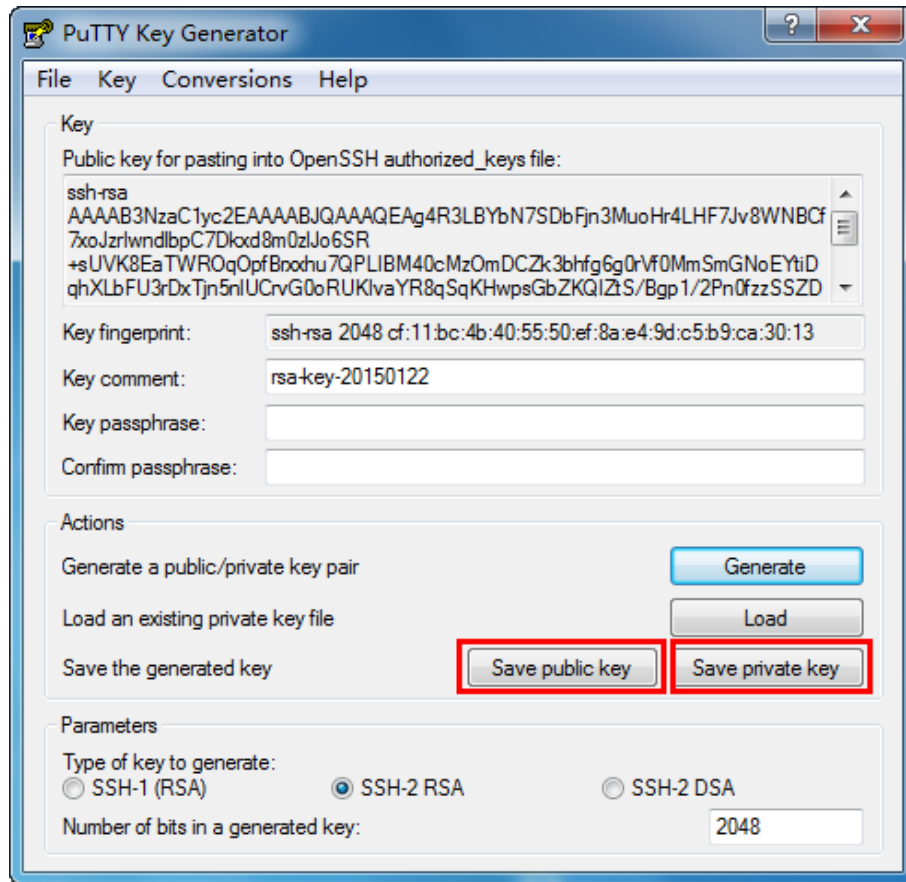 PuTTY Key Generator
File Key Conversions Help
Key
Public key for pasting into OpenSSH authorized_keys file:
ssh-rsa
AAAAB3NzaC1yc2EAAAABJQAAAQEAg4R3LBYbN7SDbFjn3MuoHr4LHF7Jv8WNBCf
7xoJzrlwndlbpC7Dkxd8m0zlJo6SR
+sUVK8EaTWROqOpfBrxxhu7QPLIBM40cMzOmDCZk3bhfg6g0rVf0MmSmGNoEYtiD
qhXLbFU3rDxTjn5nIUCrvG0oRUKIvaYR8qSqKHwpsGbZKQIZtS/Bgp1/2Pn0fzzSSZD
Key fingerprint: ssh-rsa 2048 cf:11:bc:4b:40:55:50:ef:8a:e4:9d:c5:b9:ca:30:13
Key comment: rsa-key-20150122
Key passphrase:
Confirm passphrase:
Actions
Generate a public/private key pair Generate
Load an existing private key file Load
Save the generated key Save public key Save private key
Parameters
Type of key to generate:
SSH-1 (RSA) SSH-2 RSA SSH-2 DSA
Number of bits in a generated key: 2048